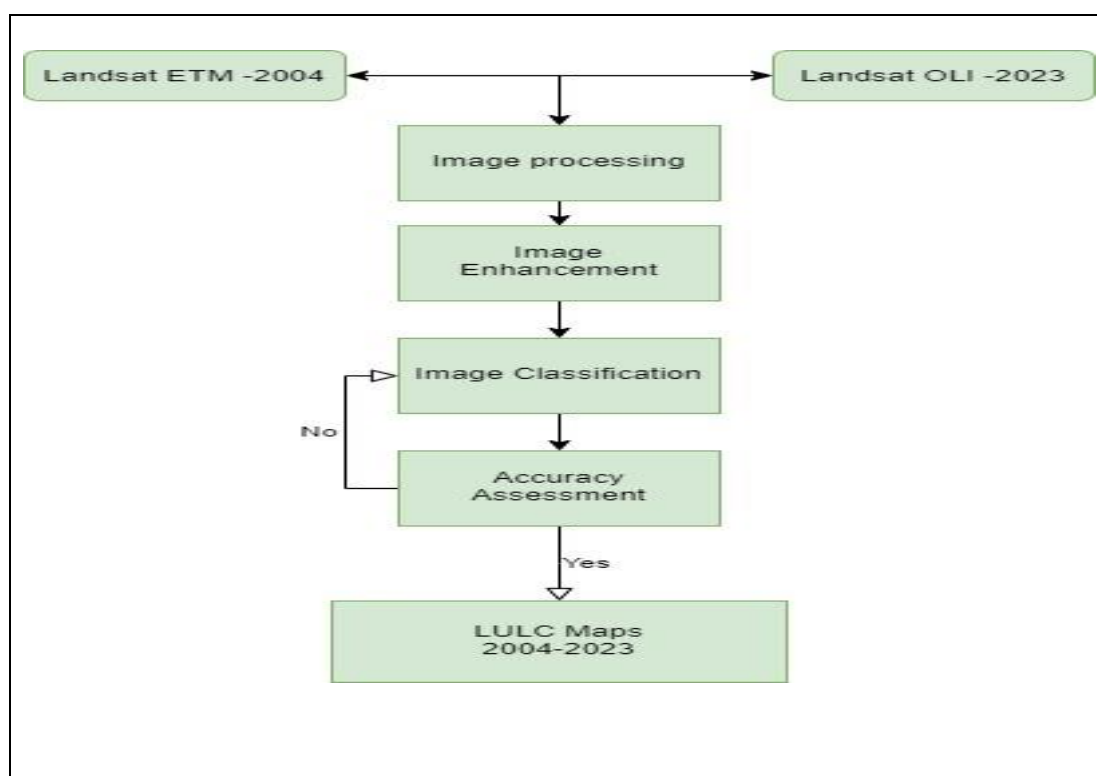 Landsat ETM -2004
Landsat OLI -2023
Image processing
Image
Enhancement
Image Classification
No
Accuracy
Assessment
Yes
LULC Maps
2004-2023